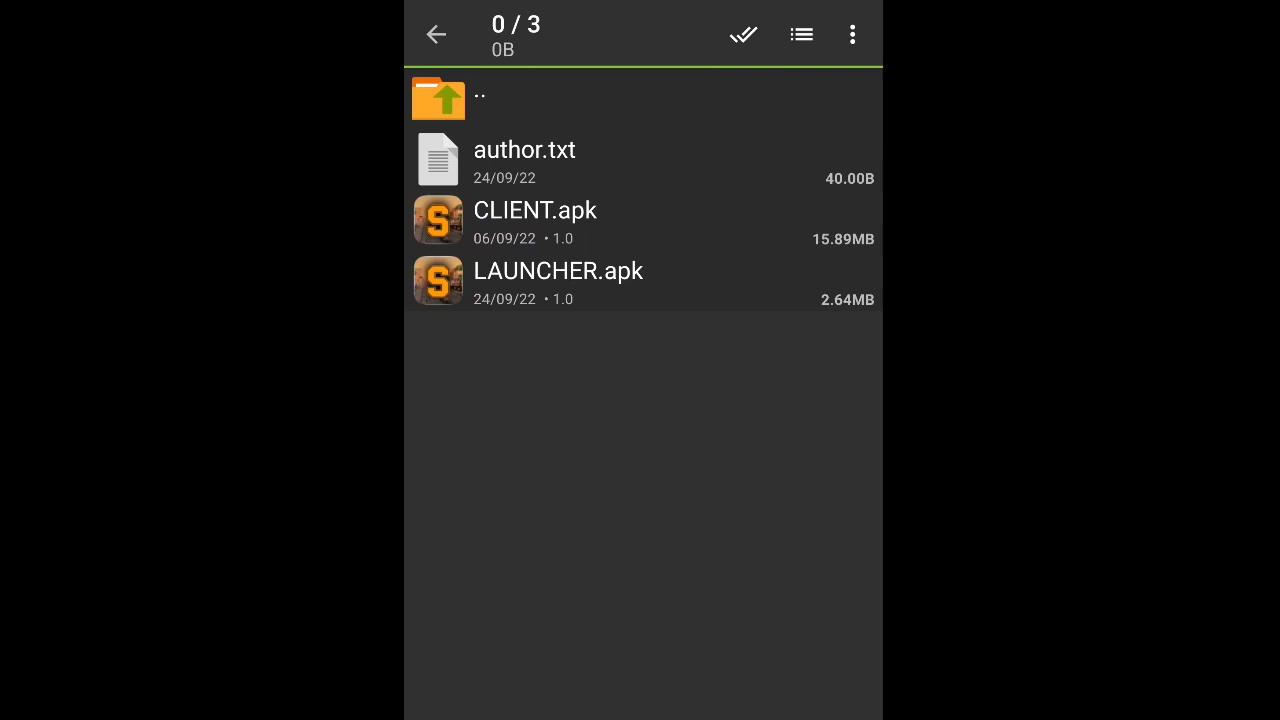 0 / 3
0B
..
author.txt
24/09/22
40.00B
S
CLIENT.apk
06/09/22 • 1.0
15.89MB
S
LAUNCHER.apk
24/09/22 • 1.0
2.64MB